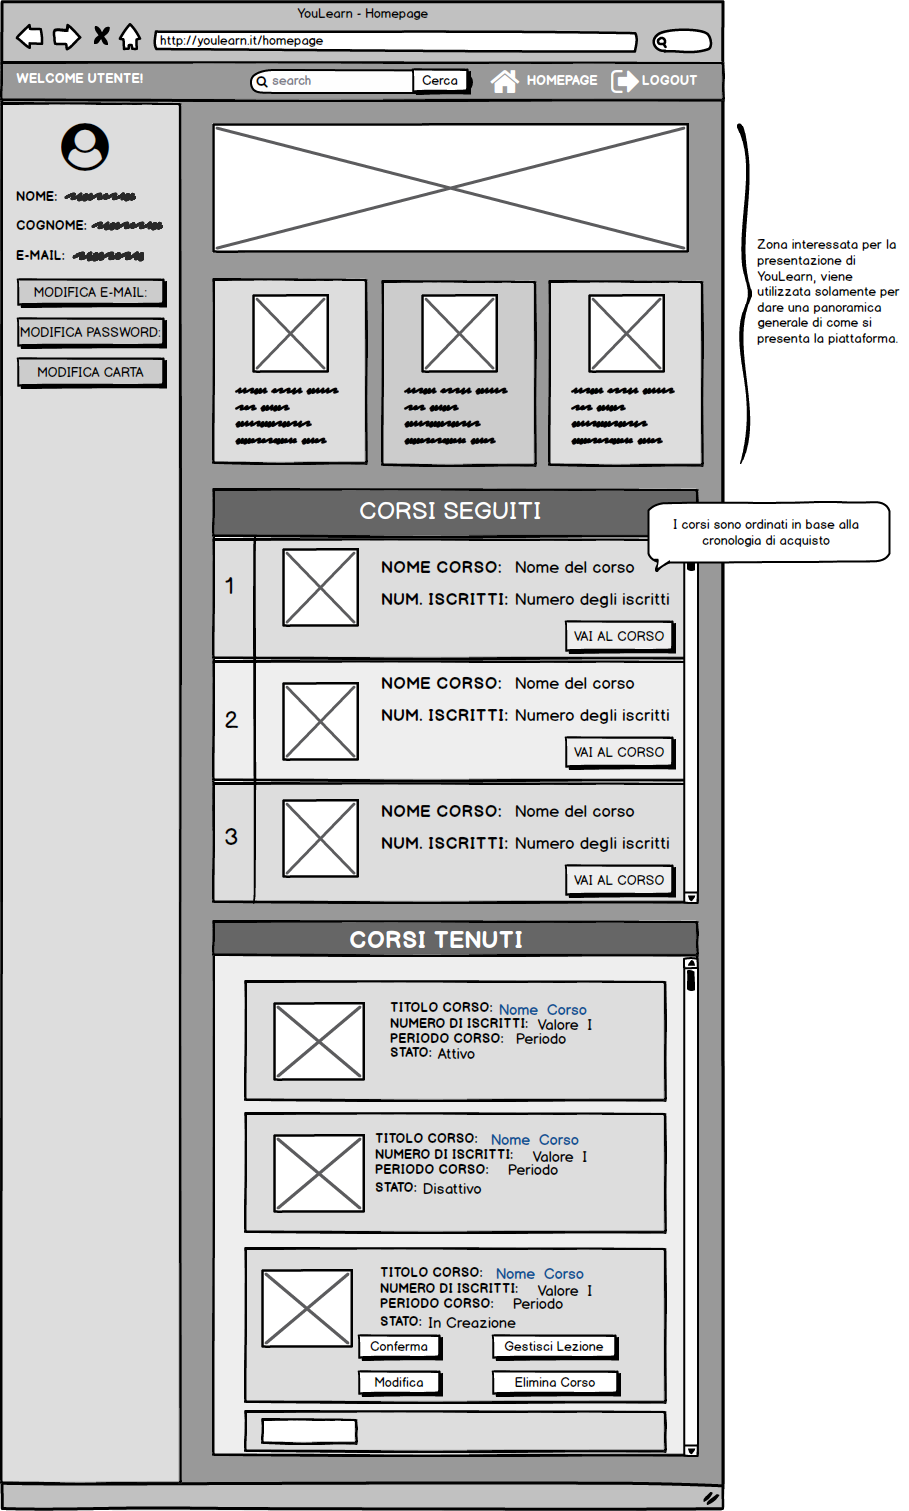 YouLearn - Homepage
http://youlearn.it/homepage
WELCOME UTENTE!
search
Cerca
HOMEPAGE
LOGOUT
NOME:
COGNOME:
E-MAIL:
MODIFICA E-MAIL:
MODIFICA PASSWORD:
MODIFICA CARTA
Zona interessata per la
presentazione di
YouLearn, viene
utilizzata solamente per
dare una panoramica
generale di come si
presenta la piattaforma.
CORSI SEGUITI
I corsi sono ordinati in base alla
cronologia di acquisto
1
NOME CORSO: Nome del corso
NUM. ISCRITTI: Numero degli iscritti
VAI AL CORSO
2
NOME CORSO: Nome del corso
NUM. ISCRITTI: Numero degli iscritti
VAI AL CORSO
3
NOME CORSO: Nome del corso
NUM. ISCRITTI: Numero degli iscritti
VAI AL CORSO
CORSI TENUTI
TITOLO CORSO: Nome Corso
NUMERO DI ISCRITTI: Valore I
PERIODO CORSO: Periodo
STATO: Attivo
TITOLO CORSO: Nome Corso
NUMERO DI ISCRITTI: Valore I
PERIODO CORSO: Periodo
STATO: Disattivo
TITOLO CORSO: Nome Corso
NUMERO DI ISCRITTI: Valore I
PERIODO CORSO: Periodo
STATO: In Creazione
Conferma
Gestisci Lezione
Modifica
Elimina Corso